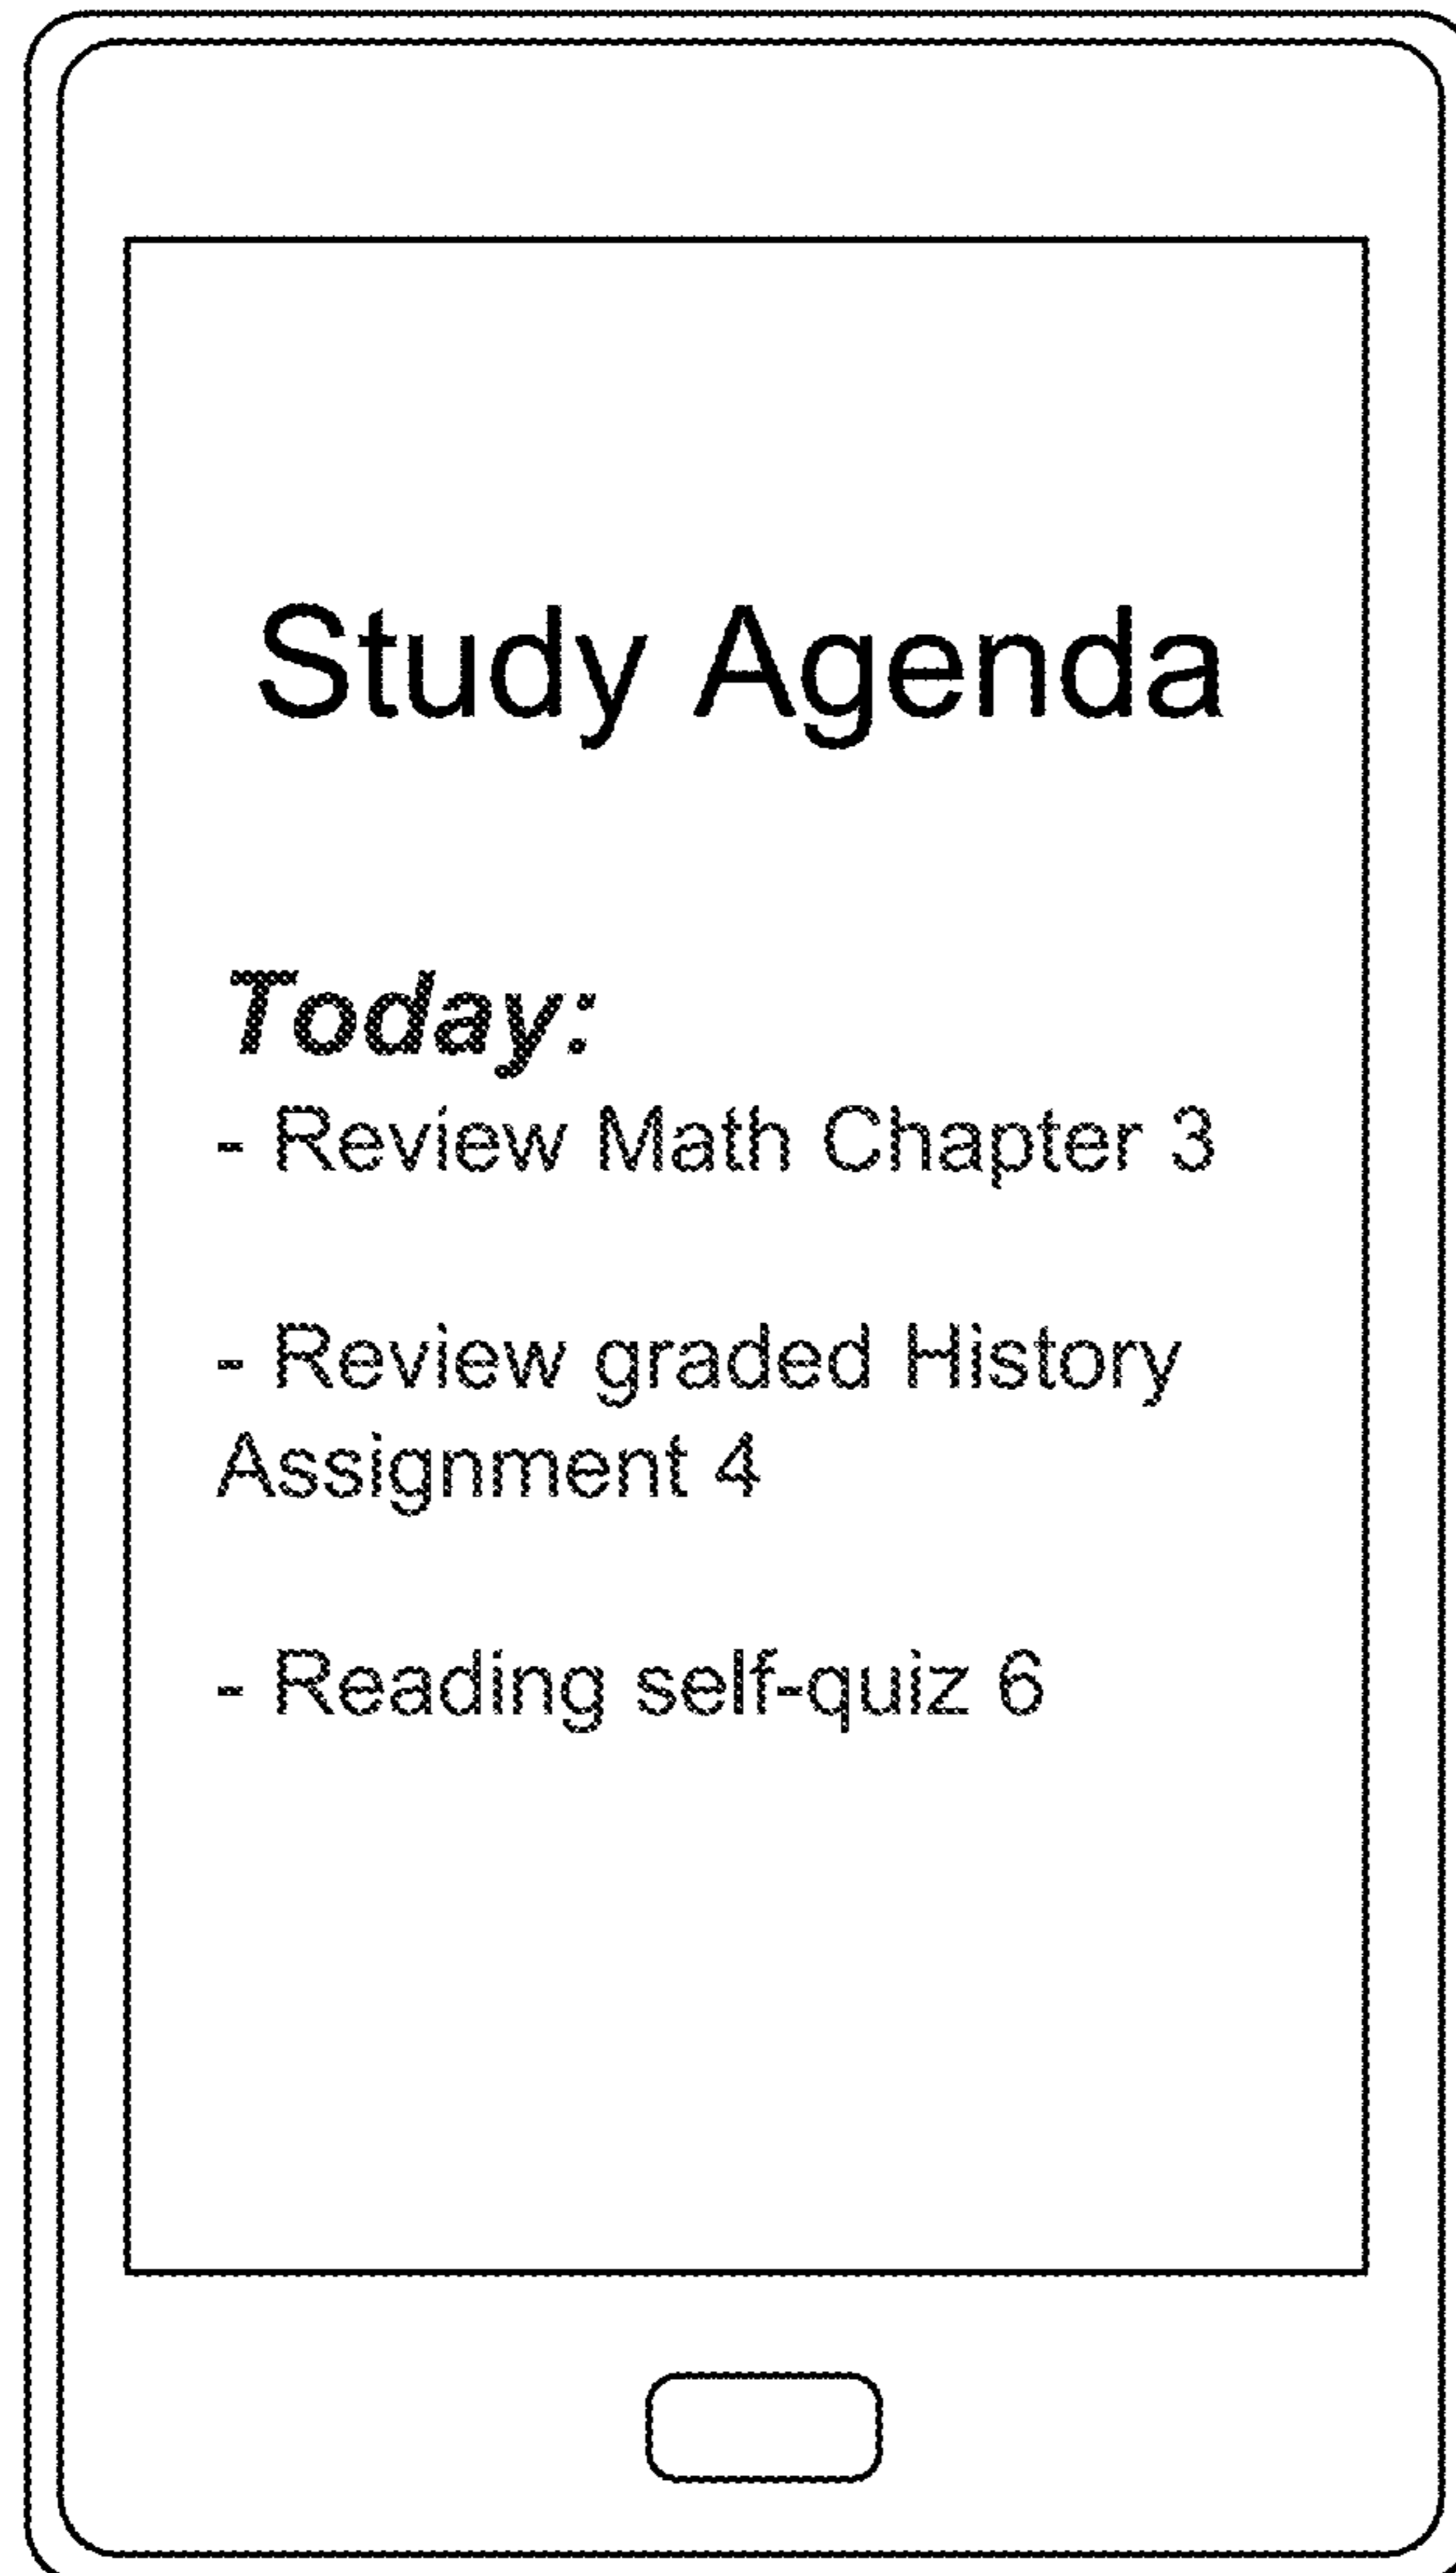 Study Agenda
Today:
- Review Math Chapter 3
- Review graded History
Assignment 4
- Reading self-quiz 6